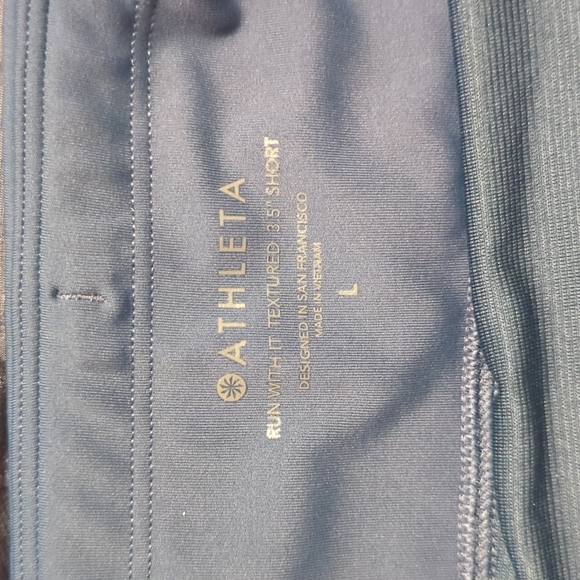 ATHLETA
RUN WITH IT TEXTURED 3.5" SHORT
DESIGNED IN SAN FRANCISCO
MADE IN VIETNAM
L